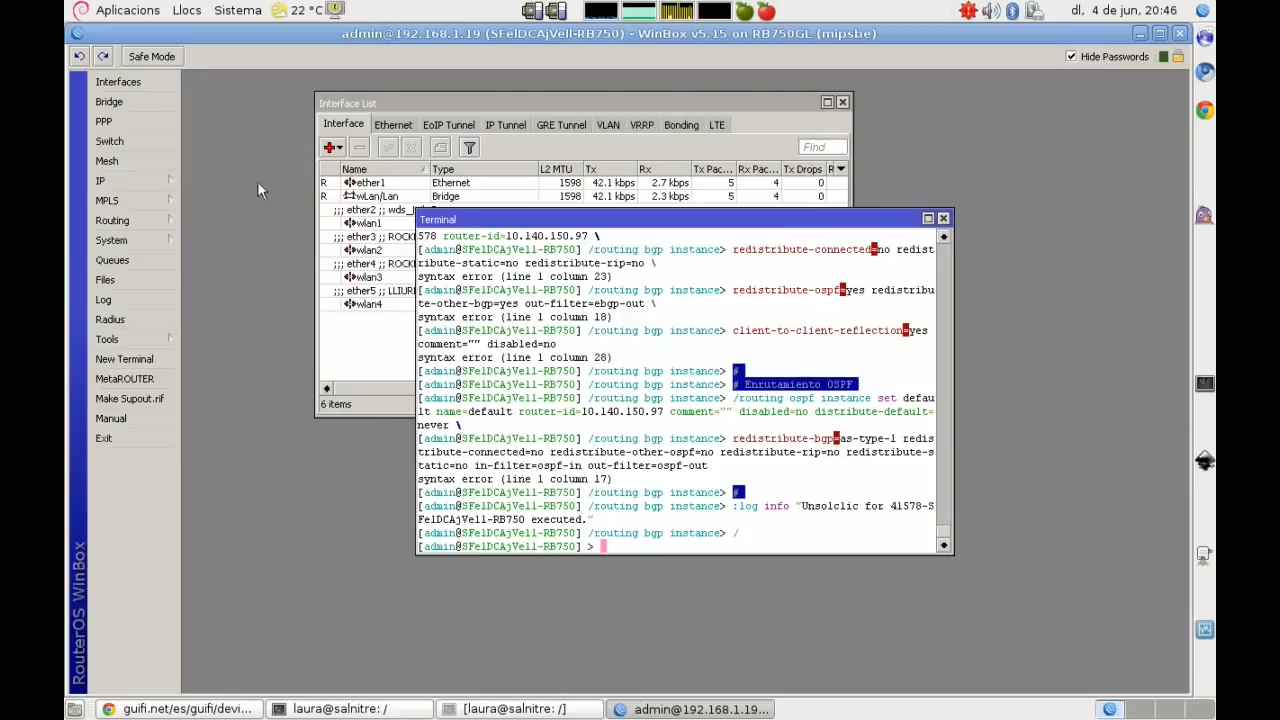 Aplicacions Llocs Sistema 22 °C dl, 4 de jun, 20:46
admin@192.168.1.19 (SFelDCAjVell-RB750) - WinBox v5.15 on RB750GL (mipsbe)
Safe Mode Hide Passwords
Interfaces
Bridge
PPP
Switch
Mesh
IP
MPLS
Routing
System
Queues
Files
Log
Radius
Tools
New Terminal
MetaROUTER
Make Supout.rif
Manual
Exit
RouterOS WinBox
Interface List
Interface Ethernet EoIP Tunnel IP Tunnel GRE Tunnel VLAN VRRP Bonding LTE
Find
Name Type L2 MTU Tx Rx Tx Pac... Rx Pac... Tx Drops R
R ether1 Ethernet 1598 42.1 kbps 2.7 kbps 5 4 0
R wLan/Lan Bridge 1598 42.1 kbps 2.3 kbps 5 4 0
;;; ether2 ;; wds_
wlan1
;;; ether3 ;; ROCK
wlan2
;;; ether4 ;; ROCK
wlan3
;;; ether5 ;; LLIUR
wlan4
6 items
Terminal
578 router-id=10.140.150.97 \
[admin@SFelDCAjVell-RB750] /routing bgp instance> redistribute-connected=no redist
ribute-static=no redistribute-rip=no \
syntax error (line 1 column 23)
[admin@SFelDCAjVell-RB750] /routing bgp instance> redistribute-ospf=yes redistribu
te-other-bgp=yes out-filter=ebgp-out \
syntax error (line 1 column 18)
[admin@SFelDCAjVell-RB750] /routing bgp instance> client-to-client-reflection=yes
comment="" disabled=no
syntax error (line 1 column 28)
[admin@SFelDCAjVell-RB750] /routing bgp instance> #
[admin@SFelDCAjVell-RB750] /routing bgp instance> # Enrutamiento OSPF
[admin@SFelDCAjVell-RB750] /routing bgp instance> /routing ospf instance set defau
lt name=default router-id=10.140.150.97 comment="" disabled=no distribute-default=
never \
[admin@SFelDCAjVell-RB750] /routing bgp instance> redistribute-bgp=as-type-1 redis
tribute-connected=no redistribute-other-ospf=no redistribute-rip=no redistribute-s
tatic=no in-filter=ospf-in out-filter=ospf-out
syntax error (line 1 column 17)
[admin@SFelDCAjVell-RB750] /routing bgp instance> #
[admin@SFelDCAjVell-RB750] /routing bgp instance> :log info "Unsolclic for 41578-S
FelDCAjVell-RB750 executed."
[admin@SFelDCAjVell-RB750] /routing bgp instance> /
[admin@SFelDCAjVell-RB750] >
guifi.net/es/guifi/devi... laura@salnitre: / [laura@salnitre: /] admin@192.168.1.19...